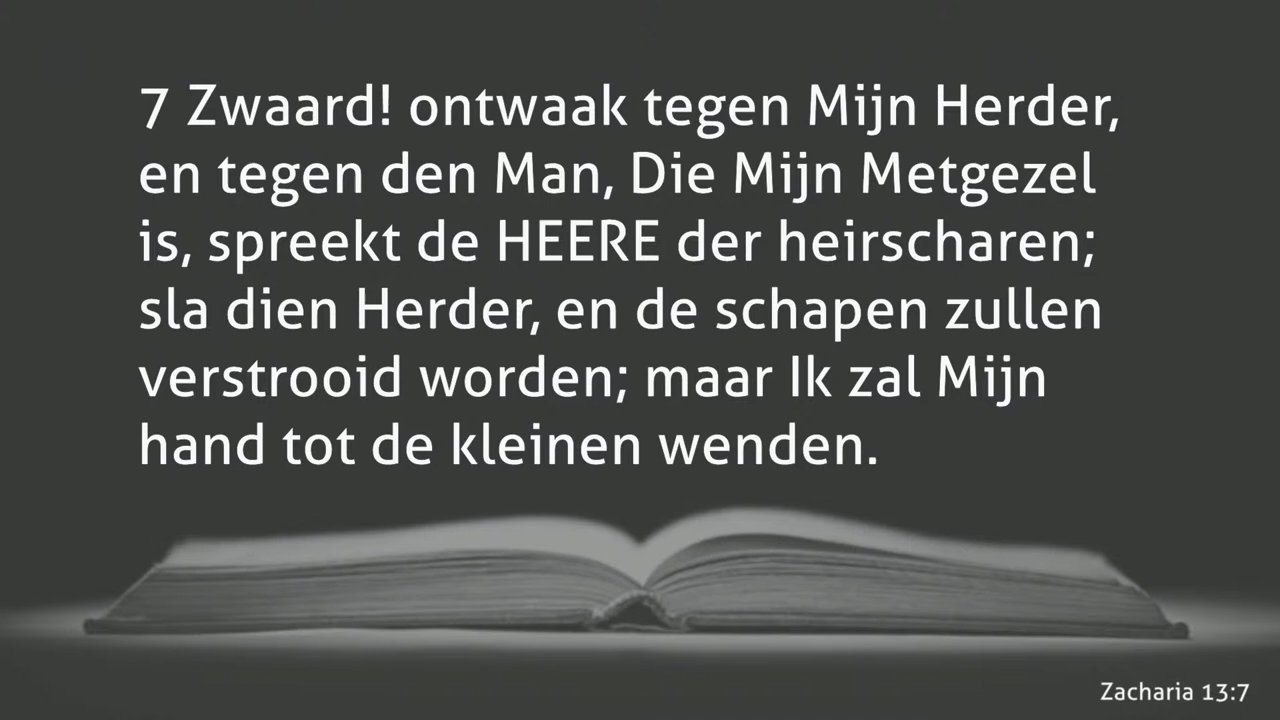 7 Zwaard! ontwaak tegen Mijn Herder,
en tegen den Man, Die Mijn Metgezel
is, spreekt de HEERE der heirscharen;
sla dien Herder, en de schapen zullen
verstrooid worden; maar Ik zal Mijn
hand tot de kleinen wenden.
Zacharia 13:7